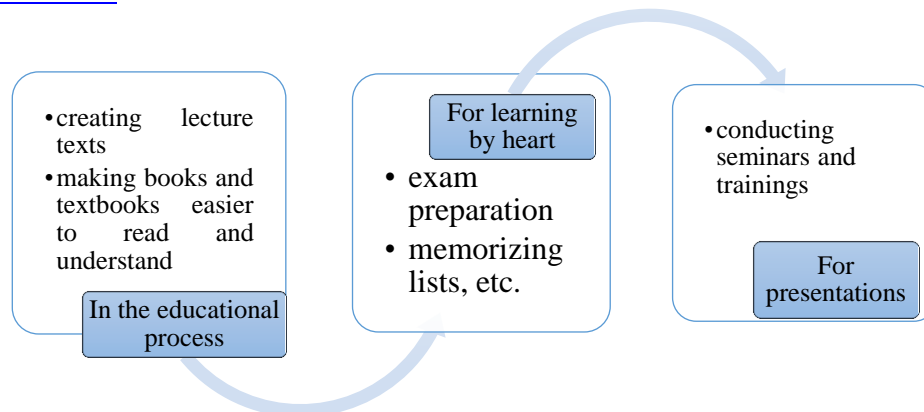 •creating lecture
texts
•making books and
textbooks easier
to read and
understand
In the educational
process
For learning
by heart
• exam
preparation
• memorizing
lists, etc.
•conducting
seminars and
trainings
For
presentations